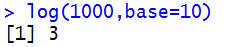 > log(1000,base=10)
[1] 3